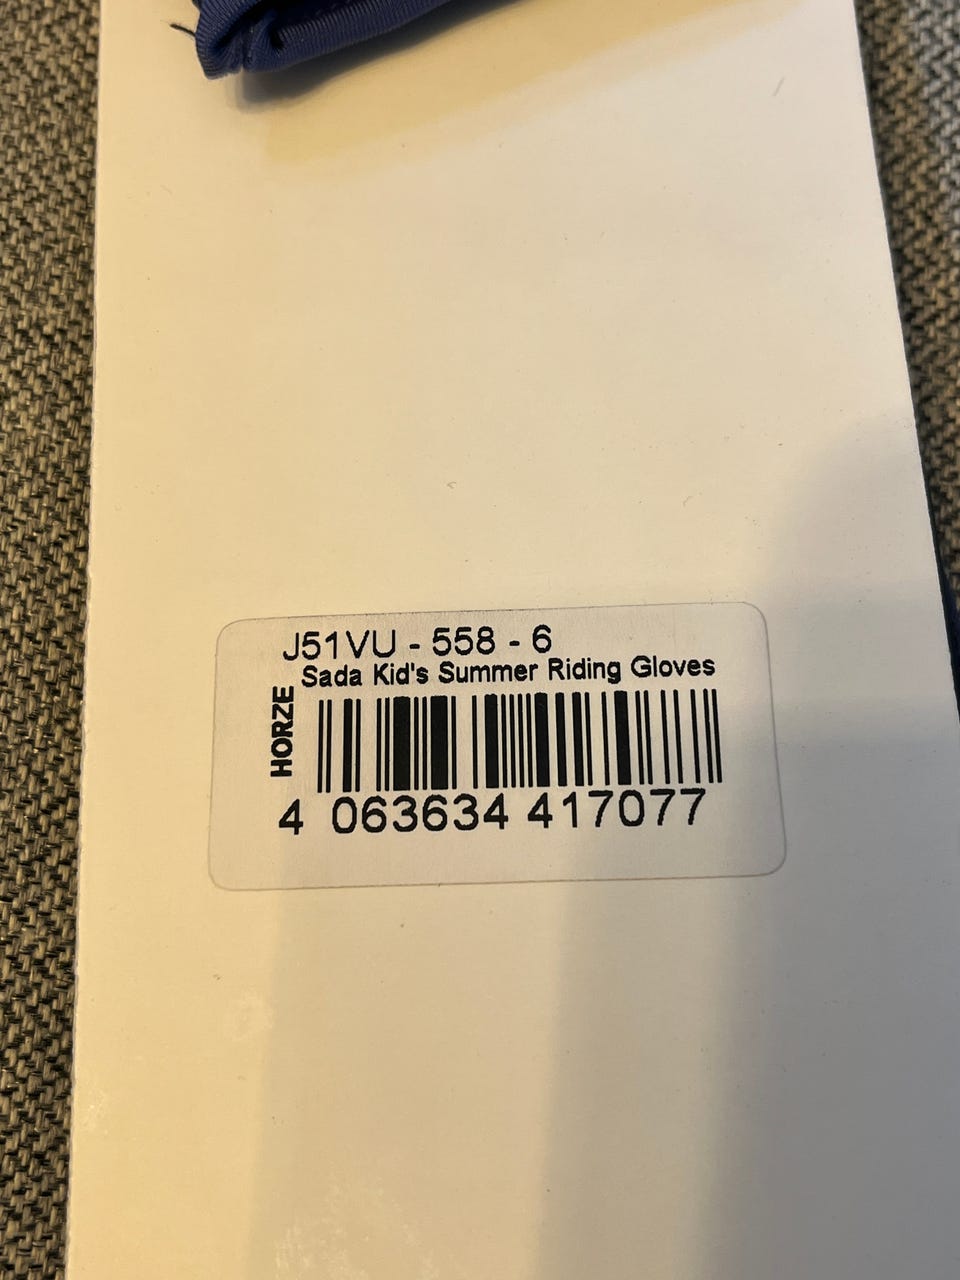 J51VU - 558 - 6
Sada Kid's Summer Riding Gloves
HORZE
4 063634 417077